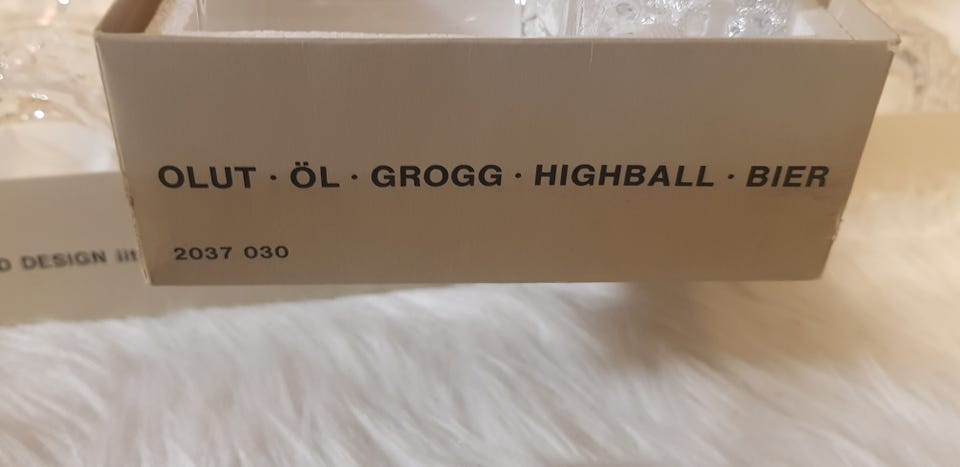 OLUT · ÖL · GROGG · HIGHBALL · BIER
2037 030
D DESIGN iit